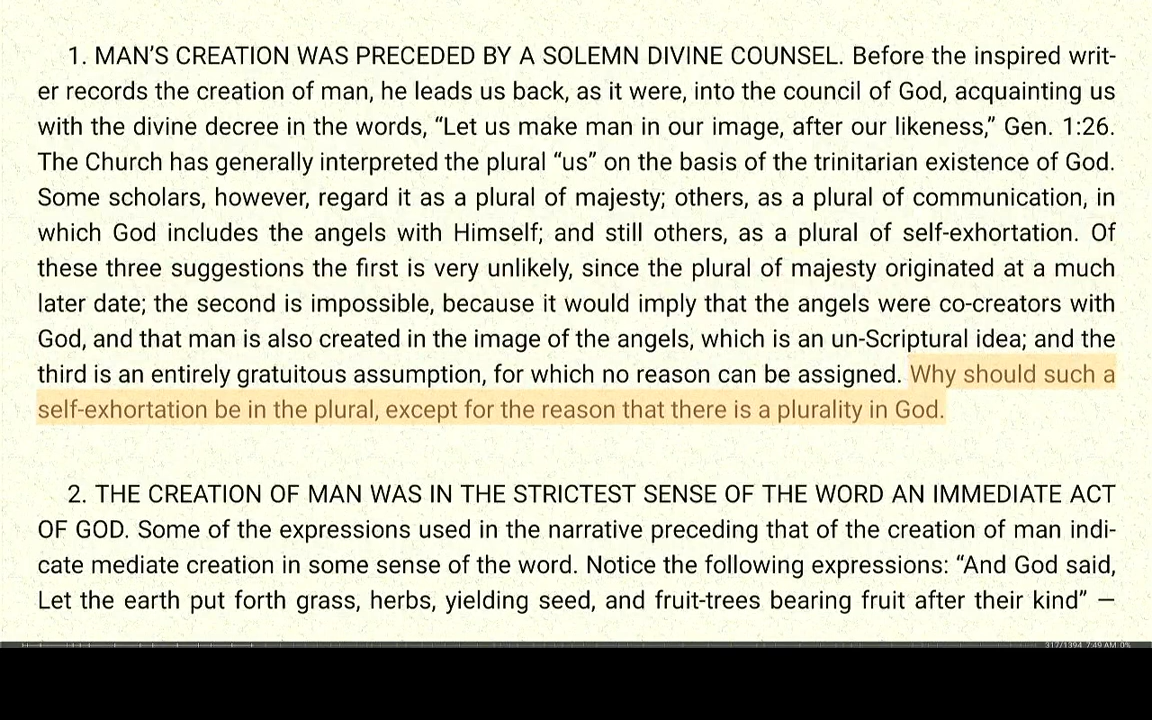 1. MAN’S CREATION WAS PRECEDED BY A SOLEMN DIVINE COUNSEL. Before the inspired writ-
er records the creation of man, he leads us back, as it were, into the council of God, acquainting us
with the divine decree in the words, “Let us make man in our image, after our likeness,” Gen. 1:26.
The Church has generally interpreted the plural “us” on the basis of the trinitarian existence of God.
Some scholars, however, regard it as a plural of majesty; others, as a plural of communication, in
which God includes the angels with Himself; and still others, as a plural of self-exhortation. Of
these three suggestions the first is very unlikely, since the plural of majesty originated at a much
later date; the second is impossible, because it would imply that the angels were co-creators with
God, and that man is also created in the image of the angels, which is an un-Scriptural idea; and the
third is an entirely gratuitous assumption, for which no reason can be assigned. Why should such a
self-exhortation be in the plural, except for the reason that there is a plurality in God.
2. THE CREATION OF MAN WAS IN THE STRICTEST SENSE OF THE WORD AN IMMEDIATE ACT
OF GOD. Some of the expressions used in the narrative preceding that of the creation of man indi-
cate mediate creation in some sense of the word. Notice the following expressions: “And God said,
Let the earth put forth grass, herbs, yielding seed, and fruit-trees bearing fruit after their kind” —
317/1394 7:49 AM 0%